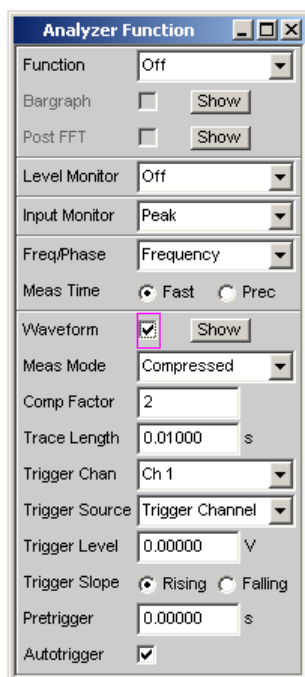 Analyzer Function
Function Off
Bargraph Show
Post FFT Show
Level Monitor Off
Input Monitor Peak
Freq/Phase Frequency
Meas Time Fast Prec
Waveform Show
Meas Mode Compressed
Comp Factor 2
Trace Length 0.01000 s
Trigger Chan Ch 1
Trigger Source Trigger Channel
Trigger Level 0.00000 V
Trigger Slope Rising Falling
Pretrigger 0.00000 s
Autotrigger